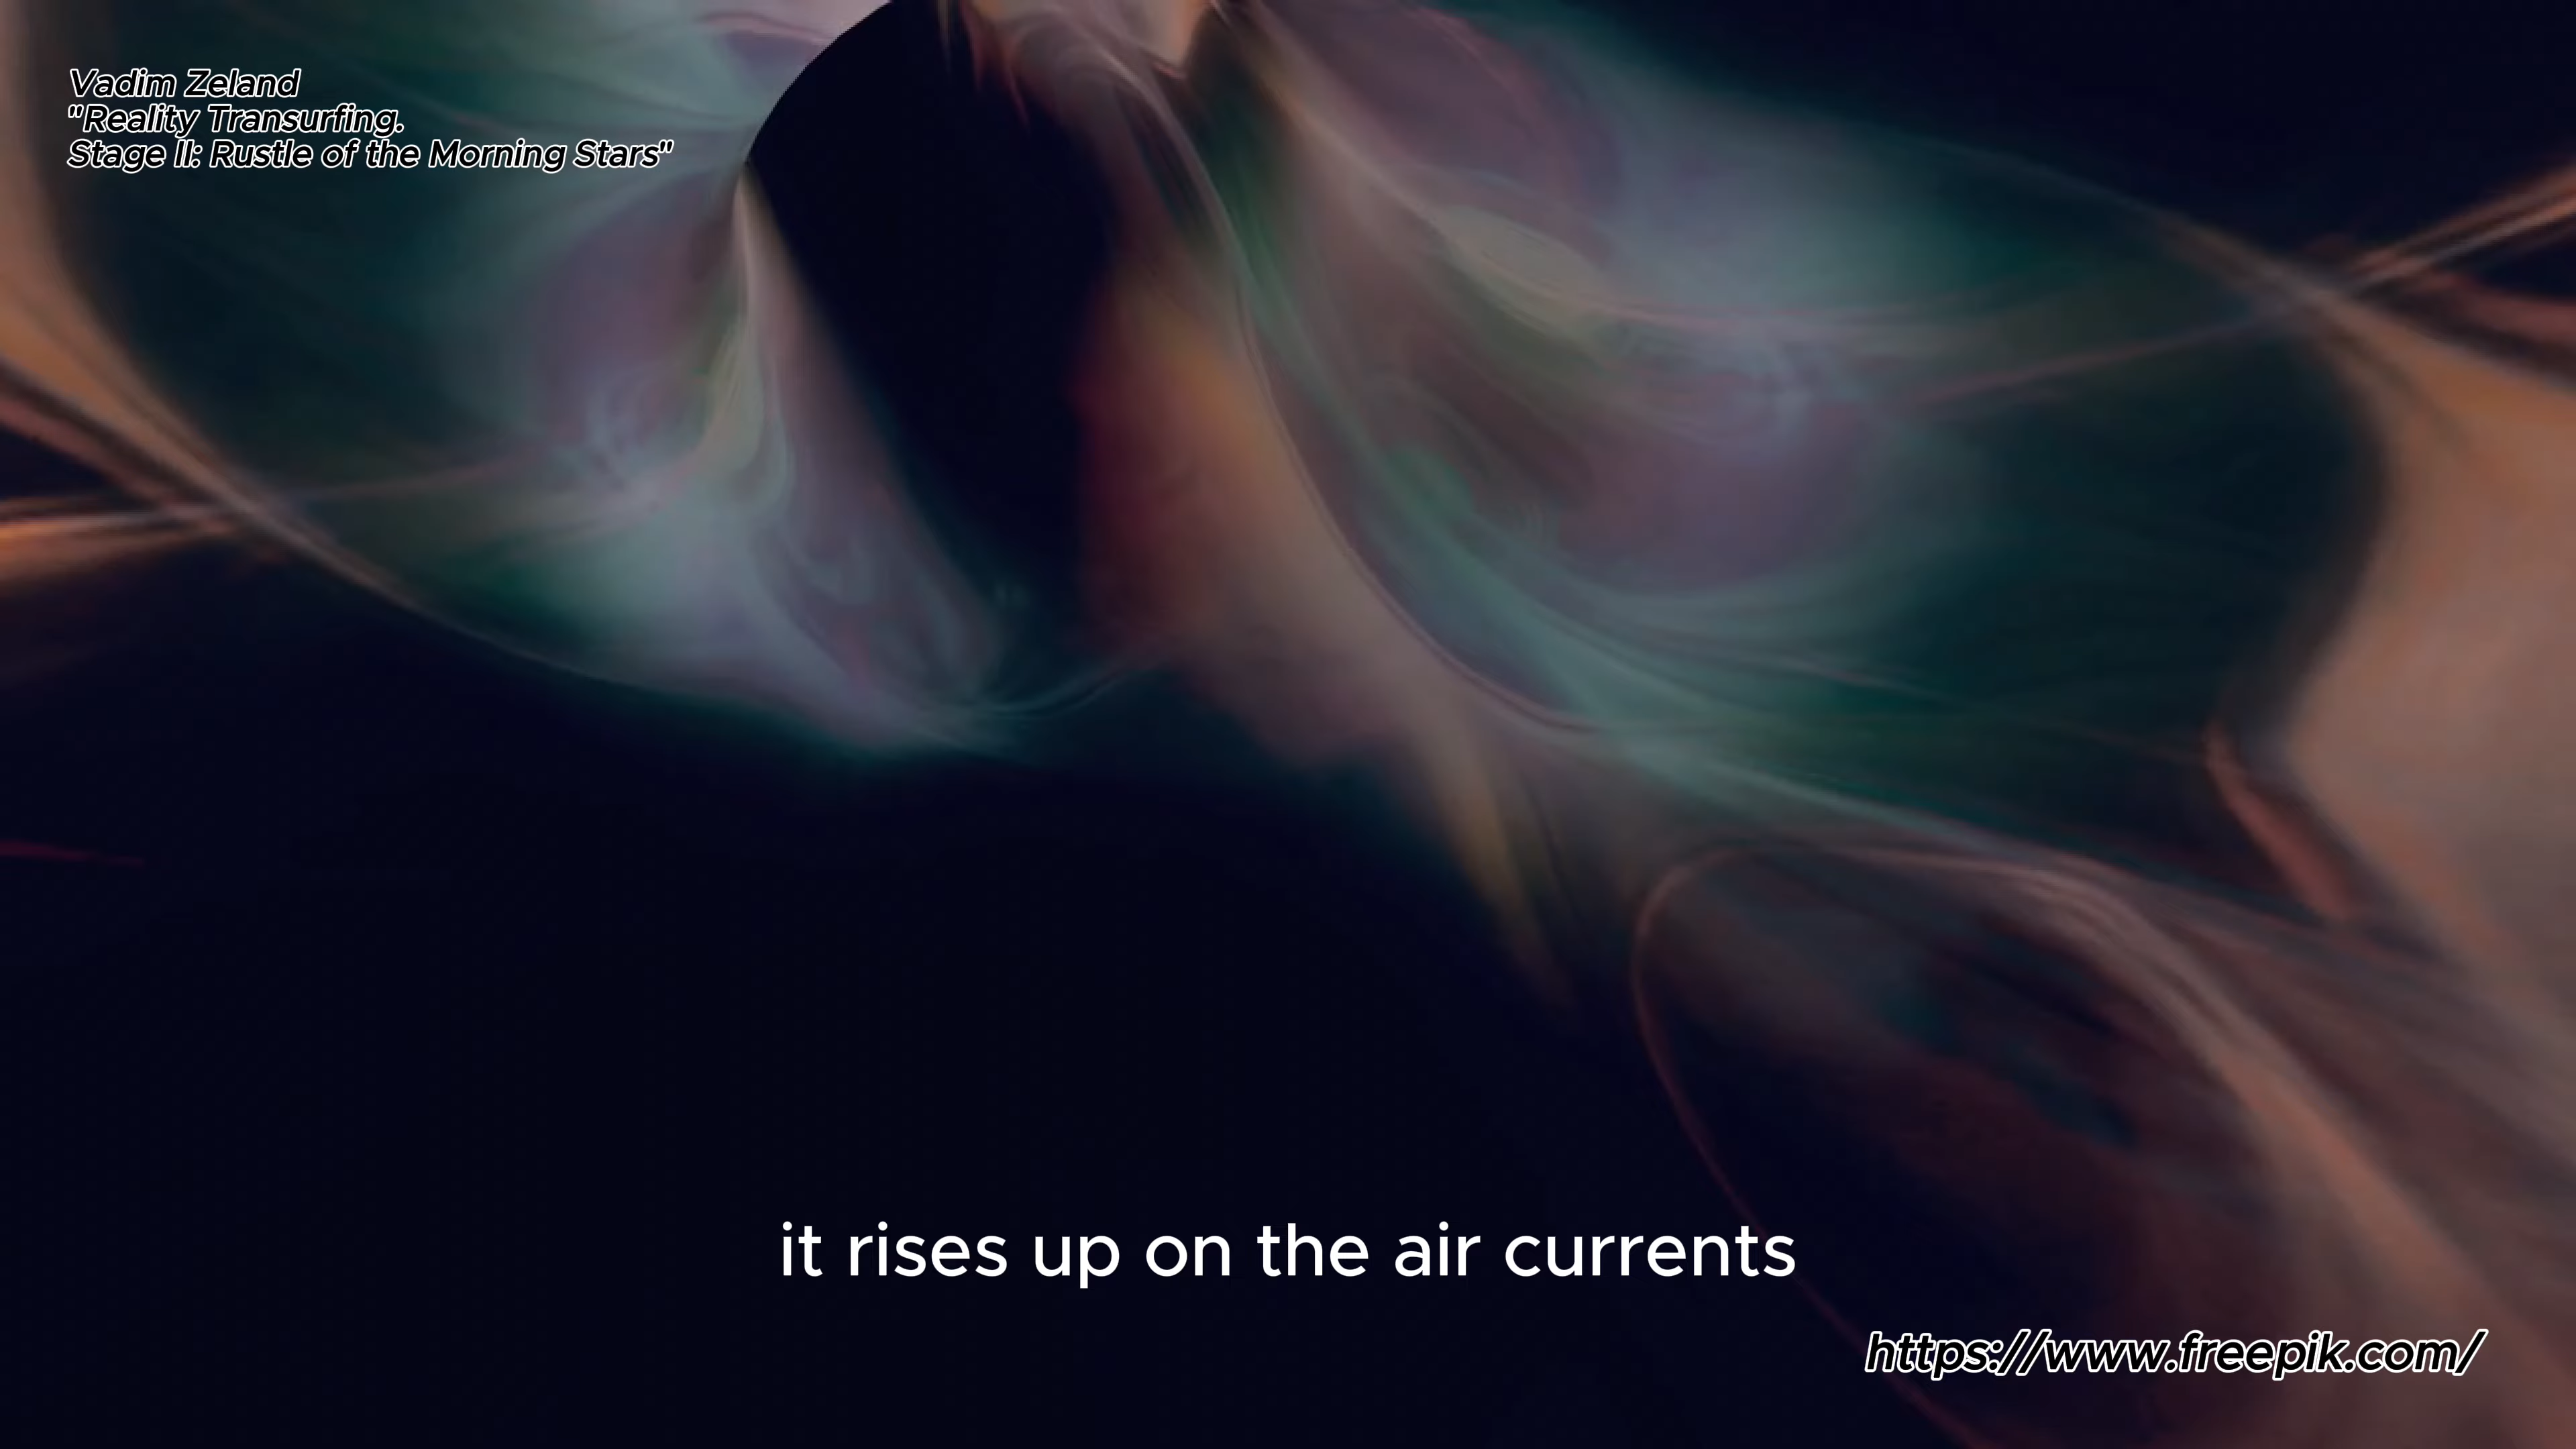 Vadim Zeland
"Reality Transurfing.
Stage II: Rustle of the Morning Stars"
it rises up on the air currents
https://www.freepik.com/